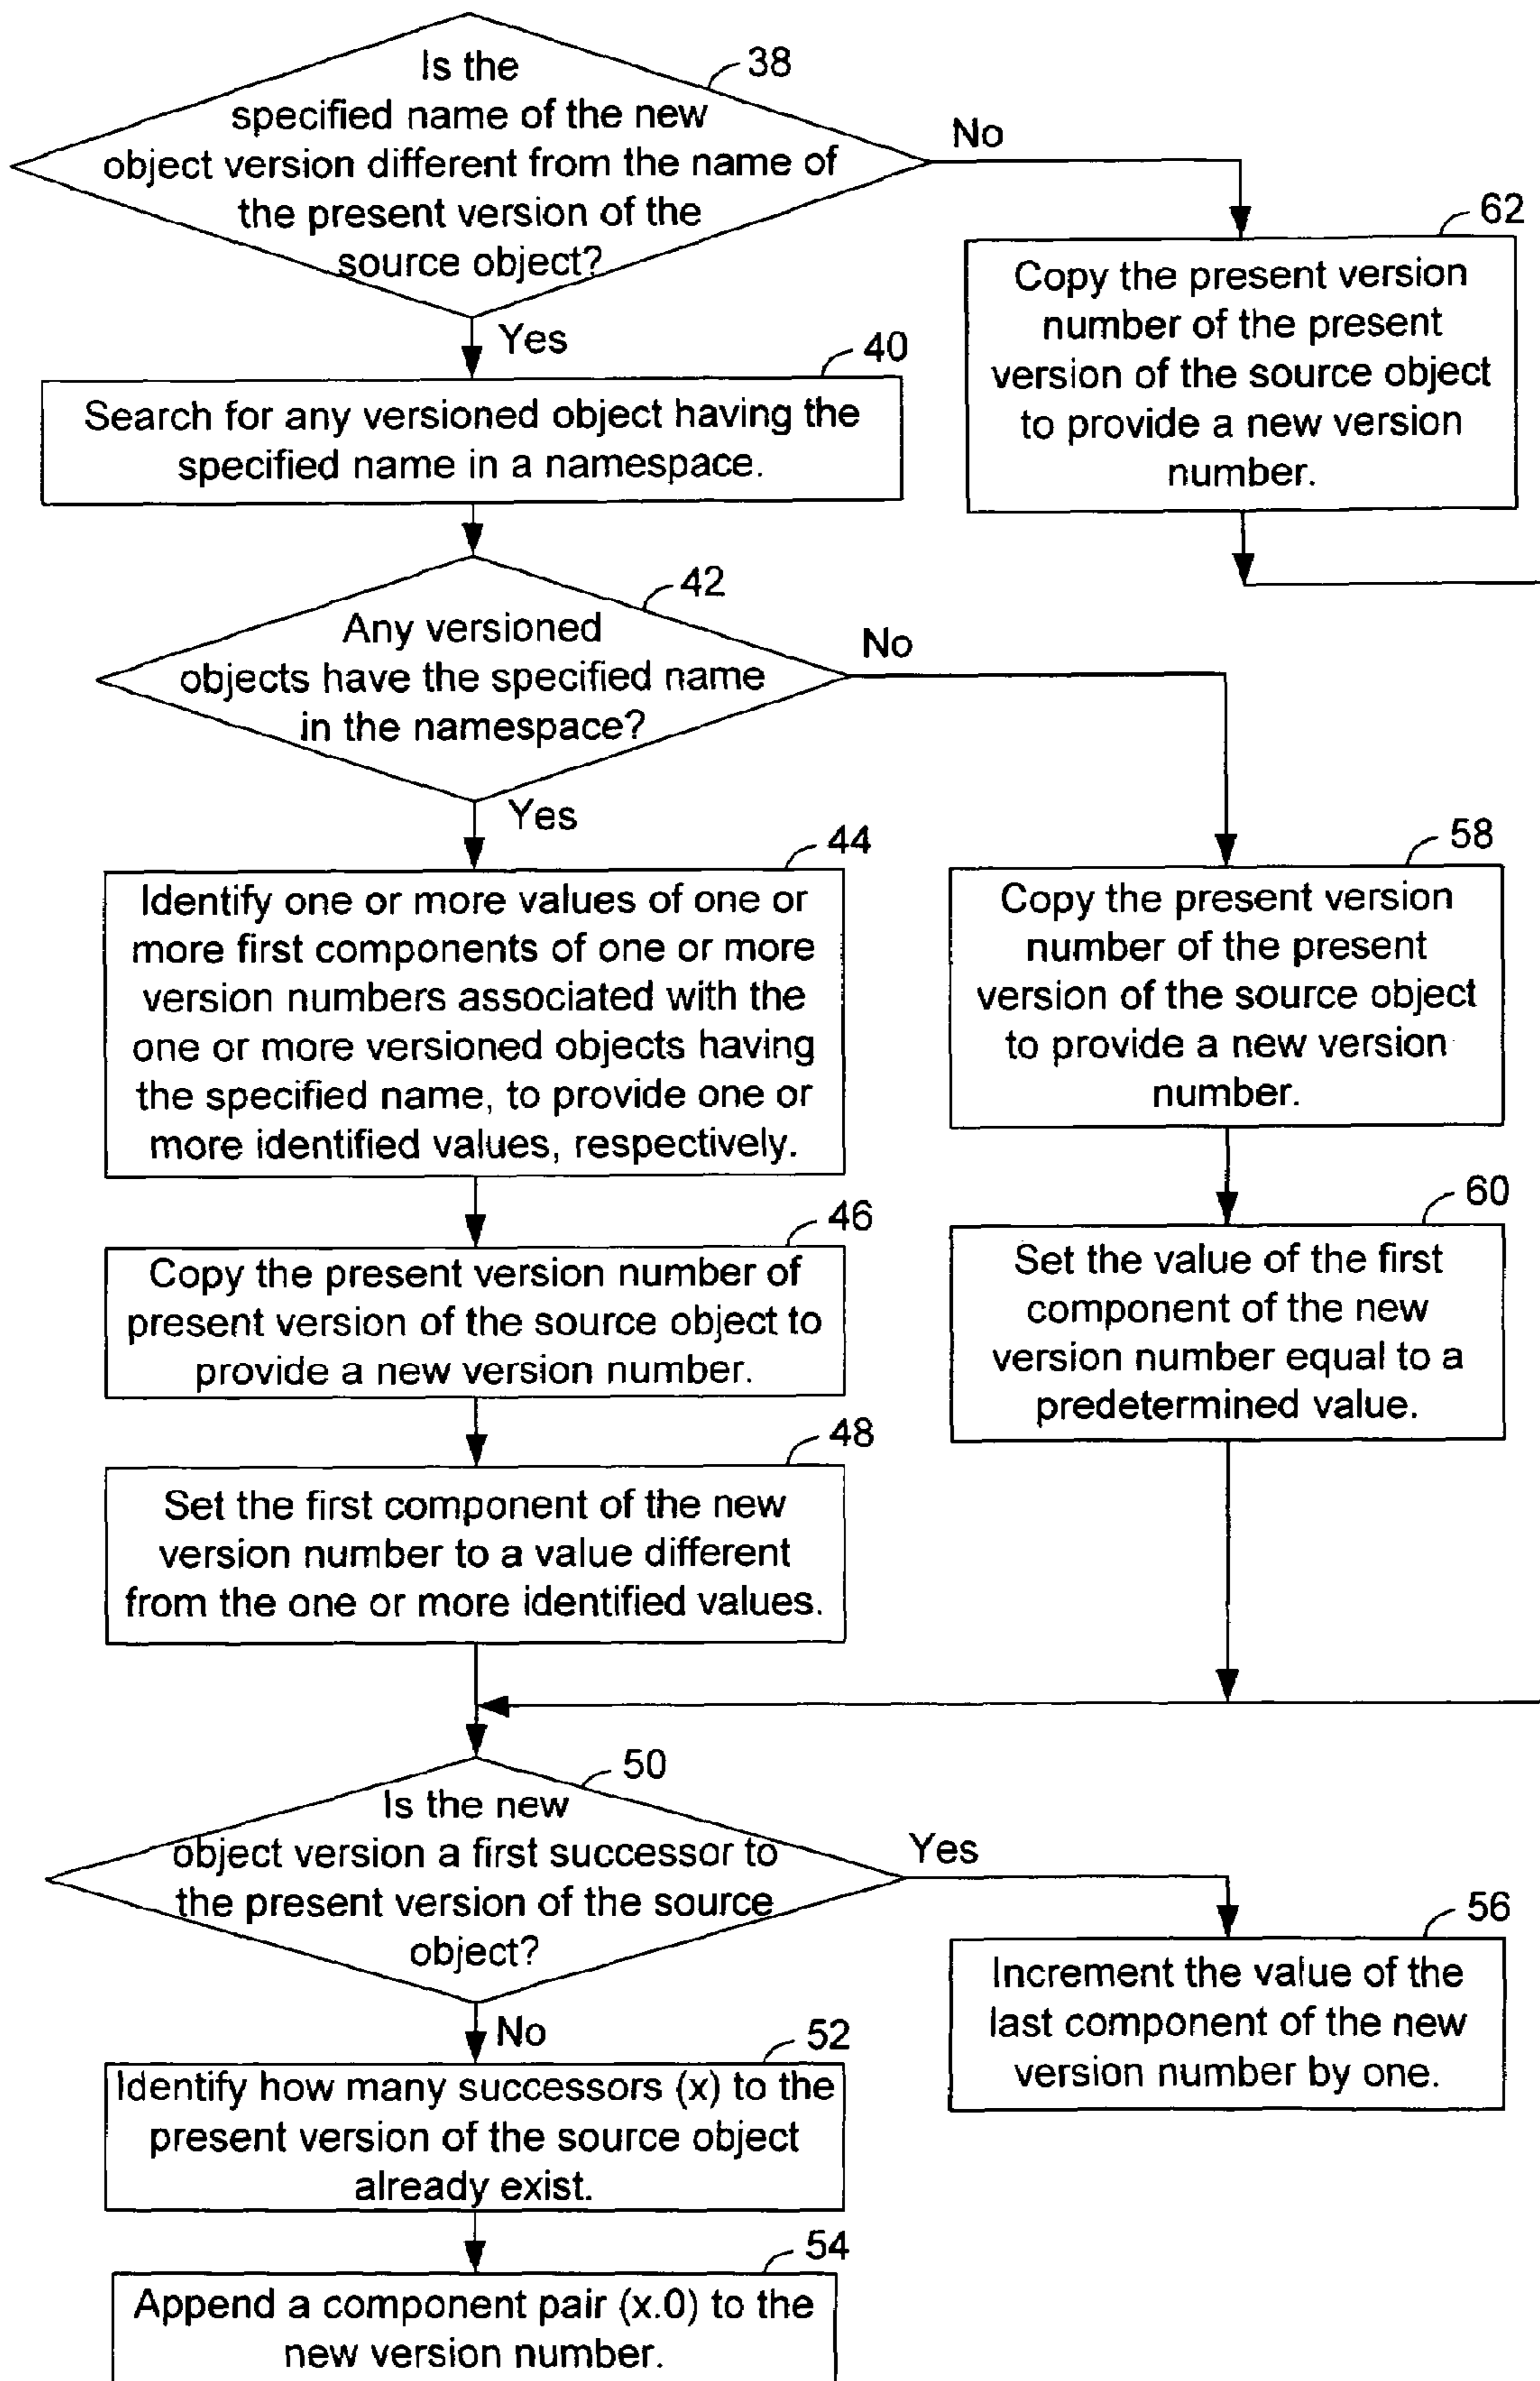 Is the
specified name of the new
object version different from the name of
the present version of the
source object?
38
No
Yes
62
Copy the present version
number of the present
version of the source object
to provide a new version
number.
40
Search for any versioned object having the
specified name in a namespace.
42
Any versioned
objects have the specified name
in the namespace?
No
Yes
44
Identify one or more values of one or
more first components of one or more
version numbers associated with the
one or more versioned objects having
the specified name, to provide one or
more identified values, respectively.
58
Copy the present version
number of the present
version of the source object
to provide a new version
number.
46
Copy the present version number of
present version of the source object to
provide a new version number.
60
Set the value of the first
component of the new
version number equal to a
predetermined value.
48
Set the first component of the new
version number to a value different
from the one or more identified values.
50
Is the new
object version a first successor to
the present version of the source
object?
Yes
No
56
Increment the value of the
last component of the new
version number by one.
52
Identify how many successors (x) to the
present version of the source object
already exist.
54
Append a component pair (x.0) to the
new version number.